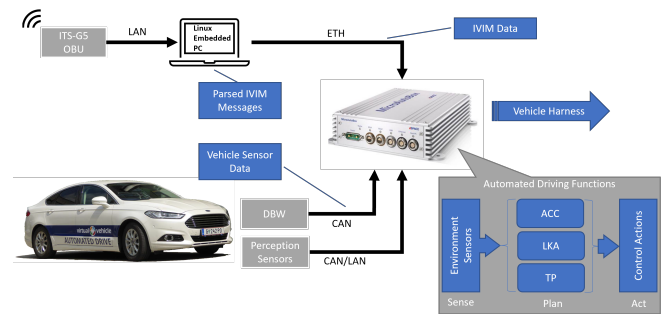 ITS-G5
OBU
LAN
Linux
Embedded
PC
ETH
IVIM Data
Parsed IVIM
Messages
MicroAutoBox
Vehicle Harness
Vehicle Sensor
Data
DBW
CAN
Perception
Sensors
CAN/LAN
virtual vehicle
AUTOMATED DRIVE
Automated Driving Functions
Environment
Sensors
ACC
LKA
TP
Control Actions
Sense
Plan
Act